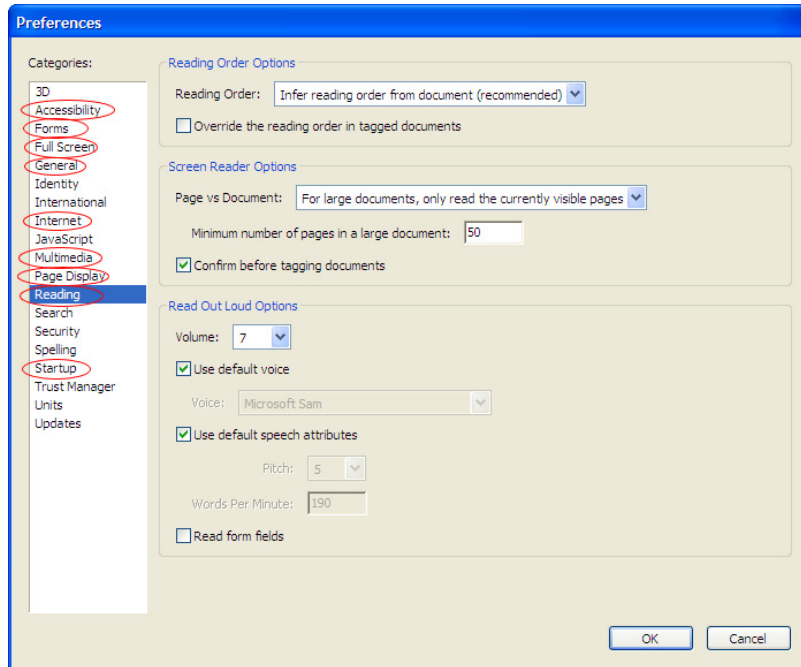 Preferences
Categories:
3D
Accessibility
Forms
Full Screen
General
Identity
International
Internet
JavaScript
Multimedia
Page Display
Reading
Search
Security
Spelling
Startup
Trust Manager
Units
Updates
Reading Order Options
Reading Order: Infer reading order from document (recommended)
Override the reading order in tagged documents
Screen Reader Options
Page vs Document: For large documents, only read the currently visible pages
Minimum number of pages in a large document: 50
Confirm before tagging documents
Read Out Loud Options
Volume: 7
Use default voice
Voice: Microsoft Sam
Use default speech attributes
Pitch: 5
Words Per Minute: 190
Read form fields
OK Cancel